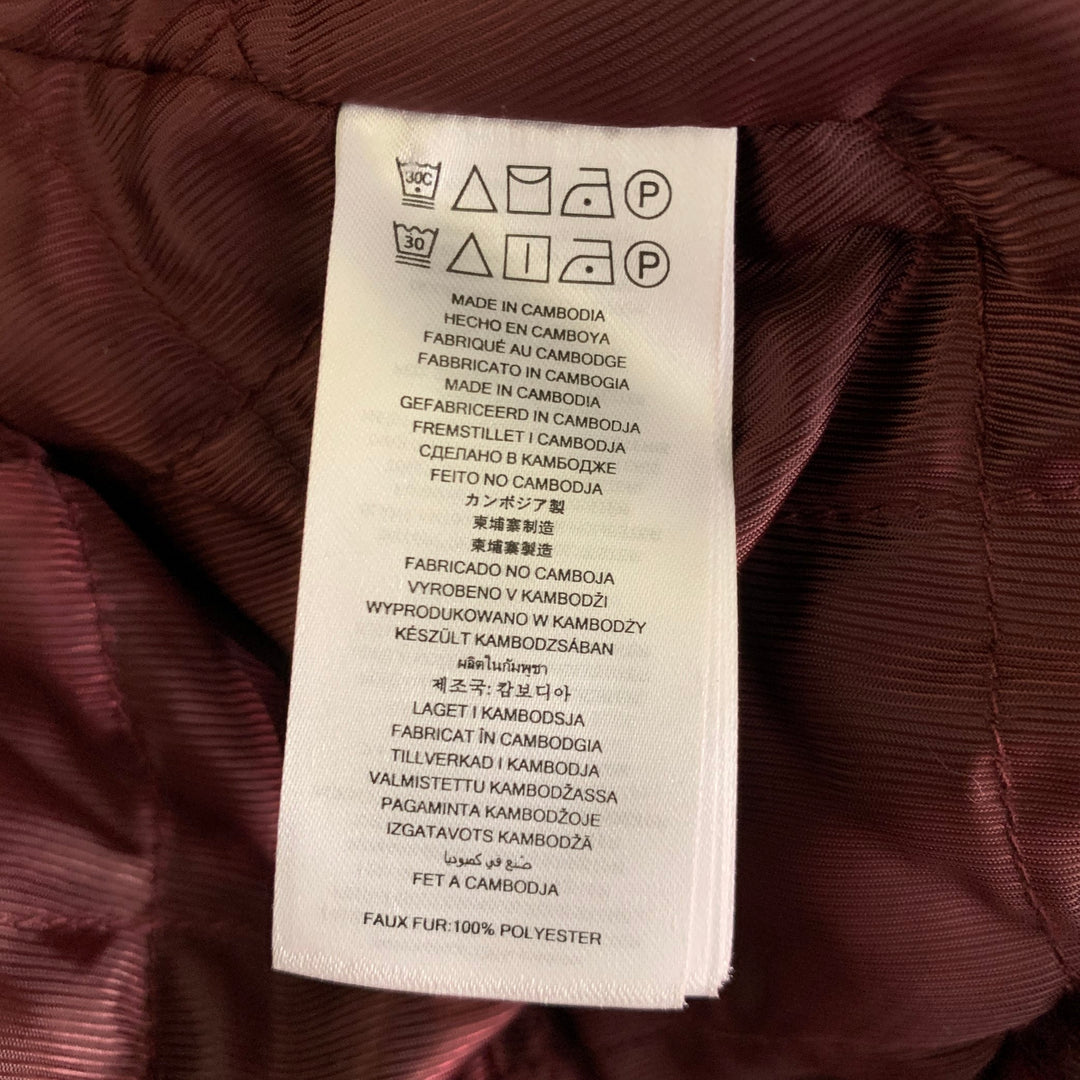 30C P
30 P
MADE IN CAMBODIA
HECHO EN CAMBOYA
FABRIQUÉ AU CAMBODGE
FABBRICATO IN CAMBOGIA
MADE IN CAMBODIA
GEFABRICEERD IN CAMBODJA
FREMSTILLET I CAMBODJA
СДЕЛАНО В КАМБОДЖЕ
FEITO NO CAMBODJA
カンボジア製
柬埔寨制造
柬埔寨製造
FABRICADO NO CAMBOJA
VYROBENO V KAMBODŽI
WYPRODUKOWANO W KAMBODŻY
KÉSZÜLT KAMBODZSÁBAN
ผลิตในกัมพูชา
제조국: 캄보디아
LAGET I KAMBODSJA
FABRICAT ÎN CAMBODGIA
TILLVERKAD I KAMBODJA
VALMISTETTU KAMBODŽASSA
PAGAMINTA KAMBODŽOJE
IZGATAVOTS KAMBODŽĀ
صنع في كمبوديا
FET A CAMBODJA
FAUX FUR:100% POLYESTER